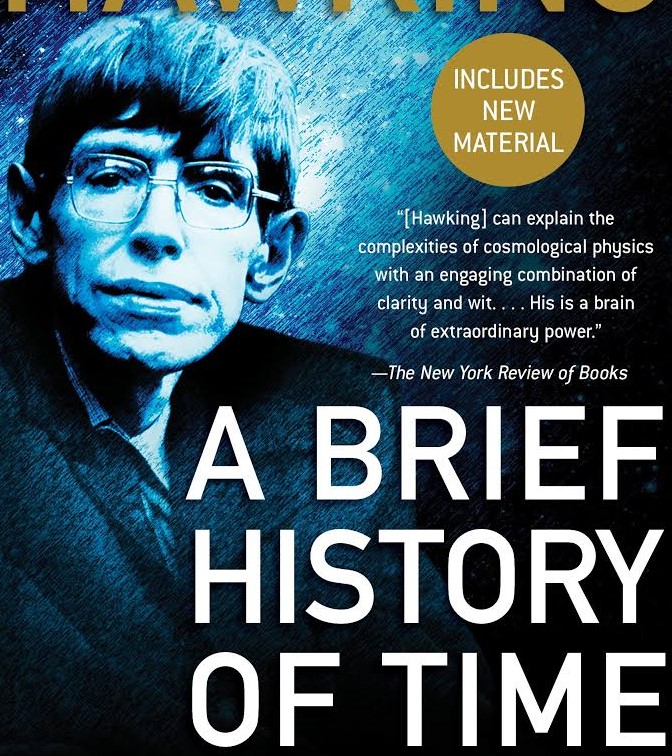 HAWKING
INCLUDES
NEW
MATERIAL
“[Hawking] can explain the
complexities of cosmological physics
with an engaging combination of
clarity and wit. . . . His is a brain
of extraordinary power.”
—The New York Review of Books
A BRIEF
HISTORY
OF TIME